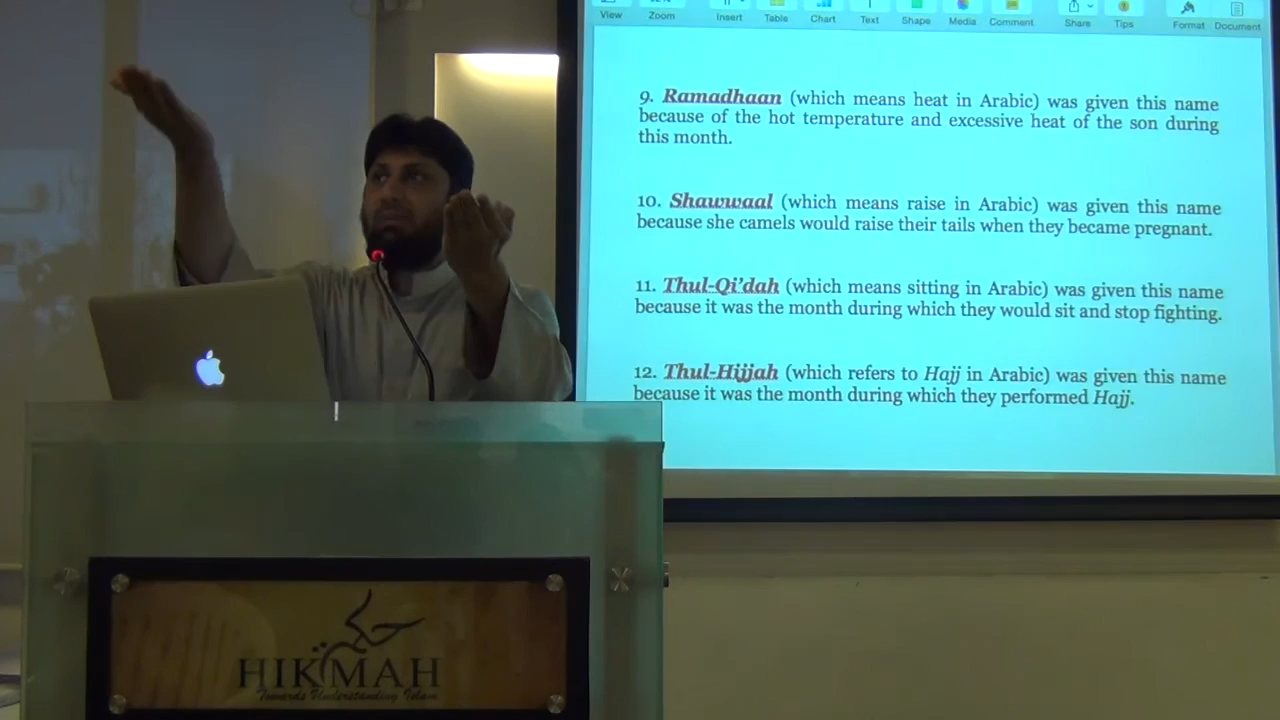 View Zoom Insert Table Chart Text Shape Media Comment Share Tips Format Document
9. Ramadhaan (which means heat in Arabic) was given this name
because of the hot temperature and excessive heat of the son during
this month.
10. Shawwaal (which means raise in Arabic) was given this name
because she camels would raise their tails when they became pregnant.
11. Thul-Qi'dah (which means sitting in Arabic) was given this name
because it was the month during which they would sit and stop fighting.
12. Thul-Hijjah (which refers to Hajj in Arabic) was given this name
because it was the month during which they performed Hajj.
حكمة
HIKMAH
Towards Understanding Islam